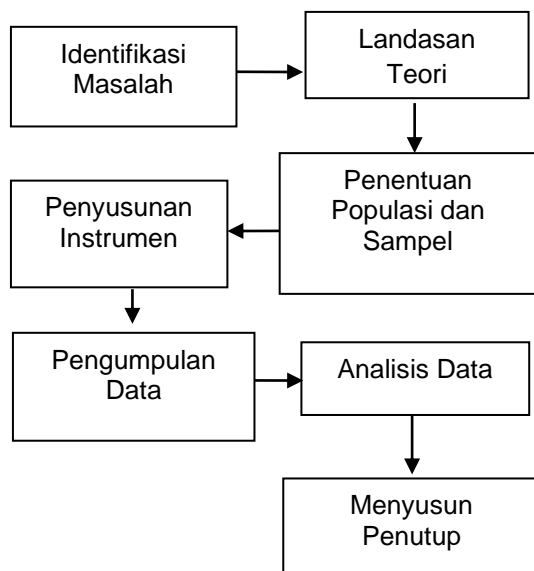 Identifikasi
Masalah
Landasan
Teori
Penentuan
Populasi dan
Sampel
Penyusunan
Instrumen
Pengumpulan
Data
Analisis Data
Menyusun
Penutup